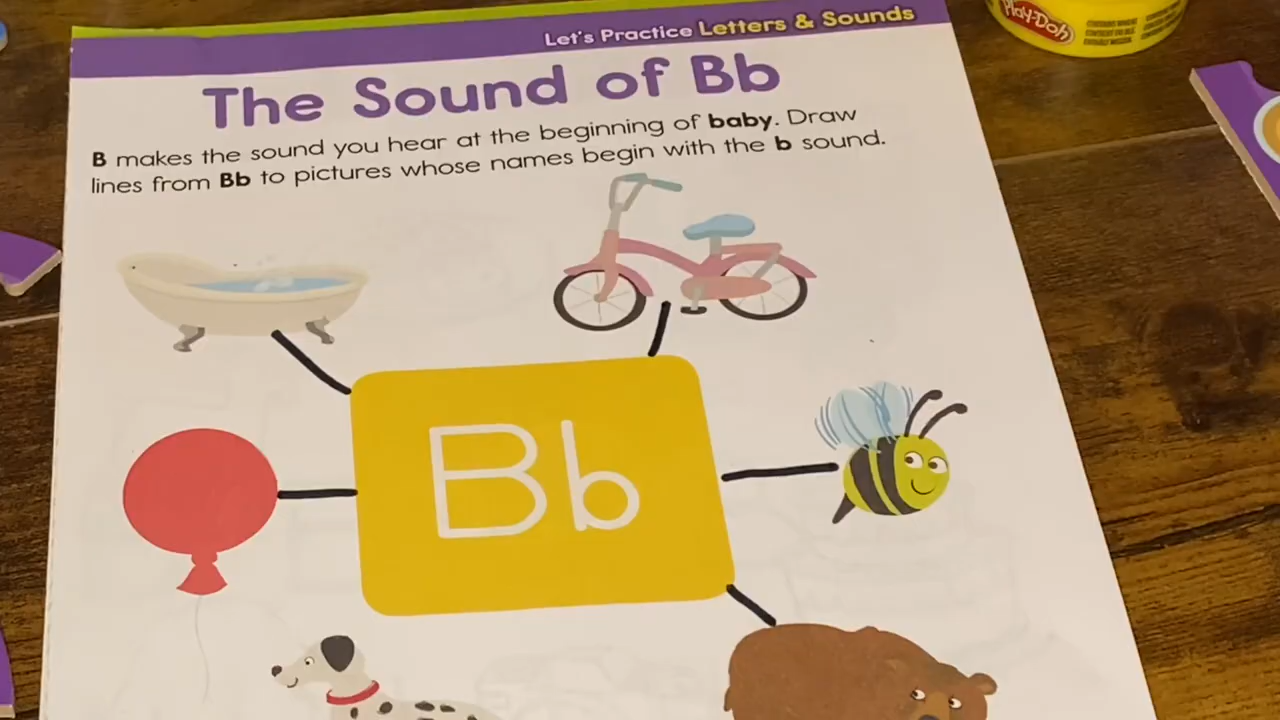 Let's Practice Letters & Sounds
The Sound of Bb
B makes the sound you hear at the beginning of baby. Draw
lines from Bb to pictures whose names begin with the b sound.
Bb
Play-Doh